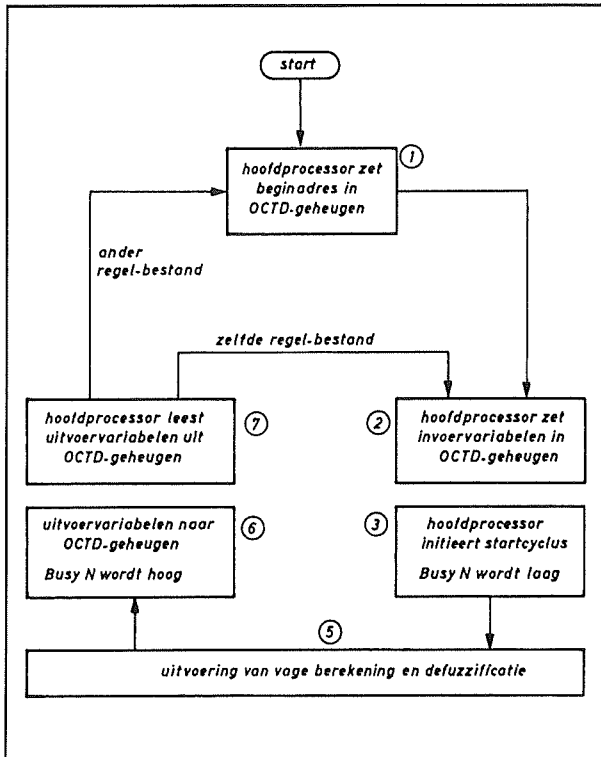 start
1
hoofdprocessor zet
beginadres in
OCTD-geheugen
ander
regel-bestand
zelfde regel-bestand
hoofdprocessor leest
uitvoervariabelen uit
OCTD-geheugen
7
2
hoofdprocessor zet
invoervariabelen in
OCTD-geheugen
uitvoervariabelen naar
OCTD-geheugen
Busy N wordt hoog
6
3
hoofdprocessor
initieert startcyclus
Busy N wordt laag
5
uitvoering van vage berekening en defuzzificatie